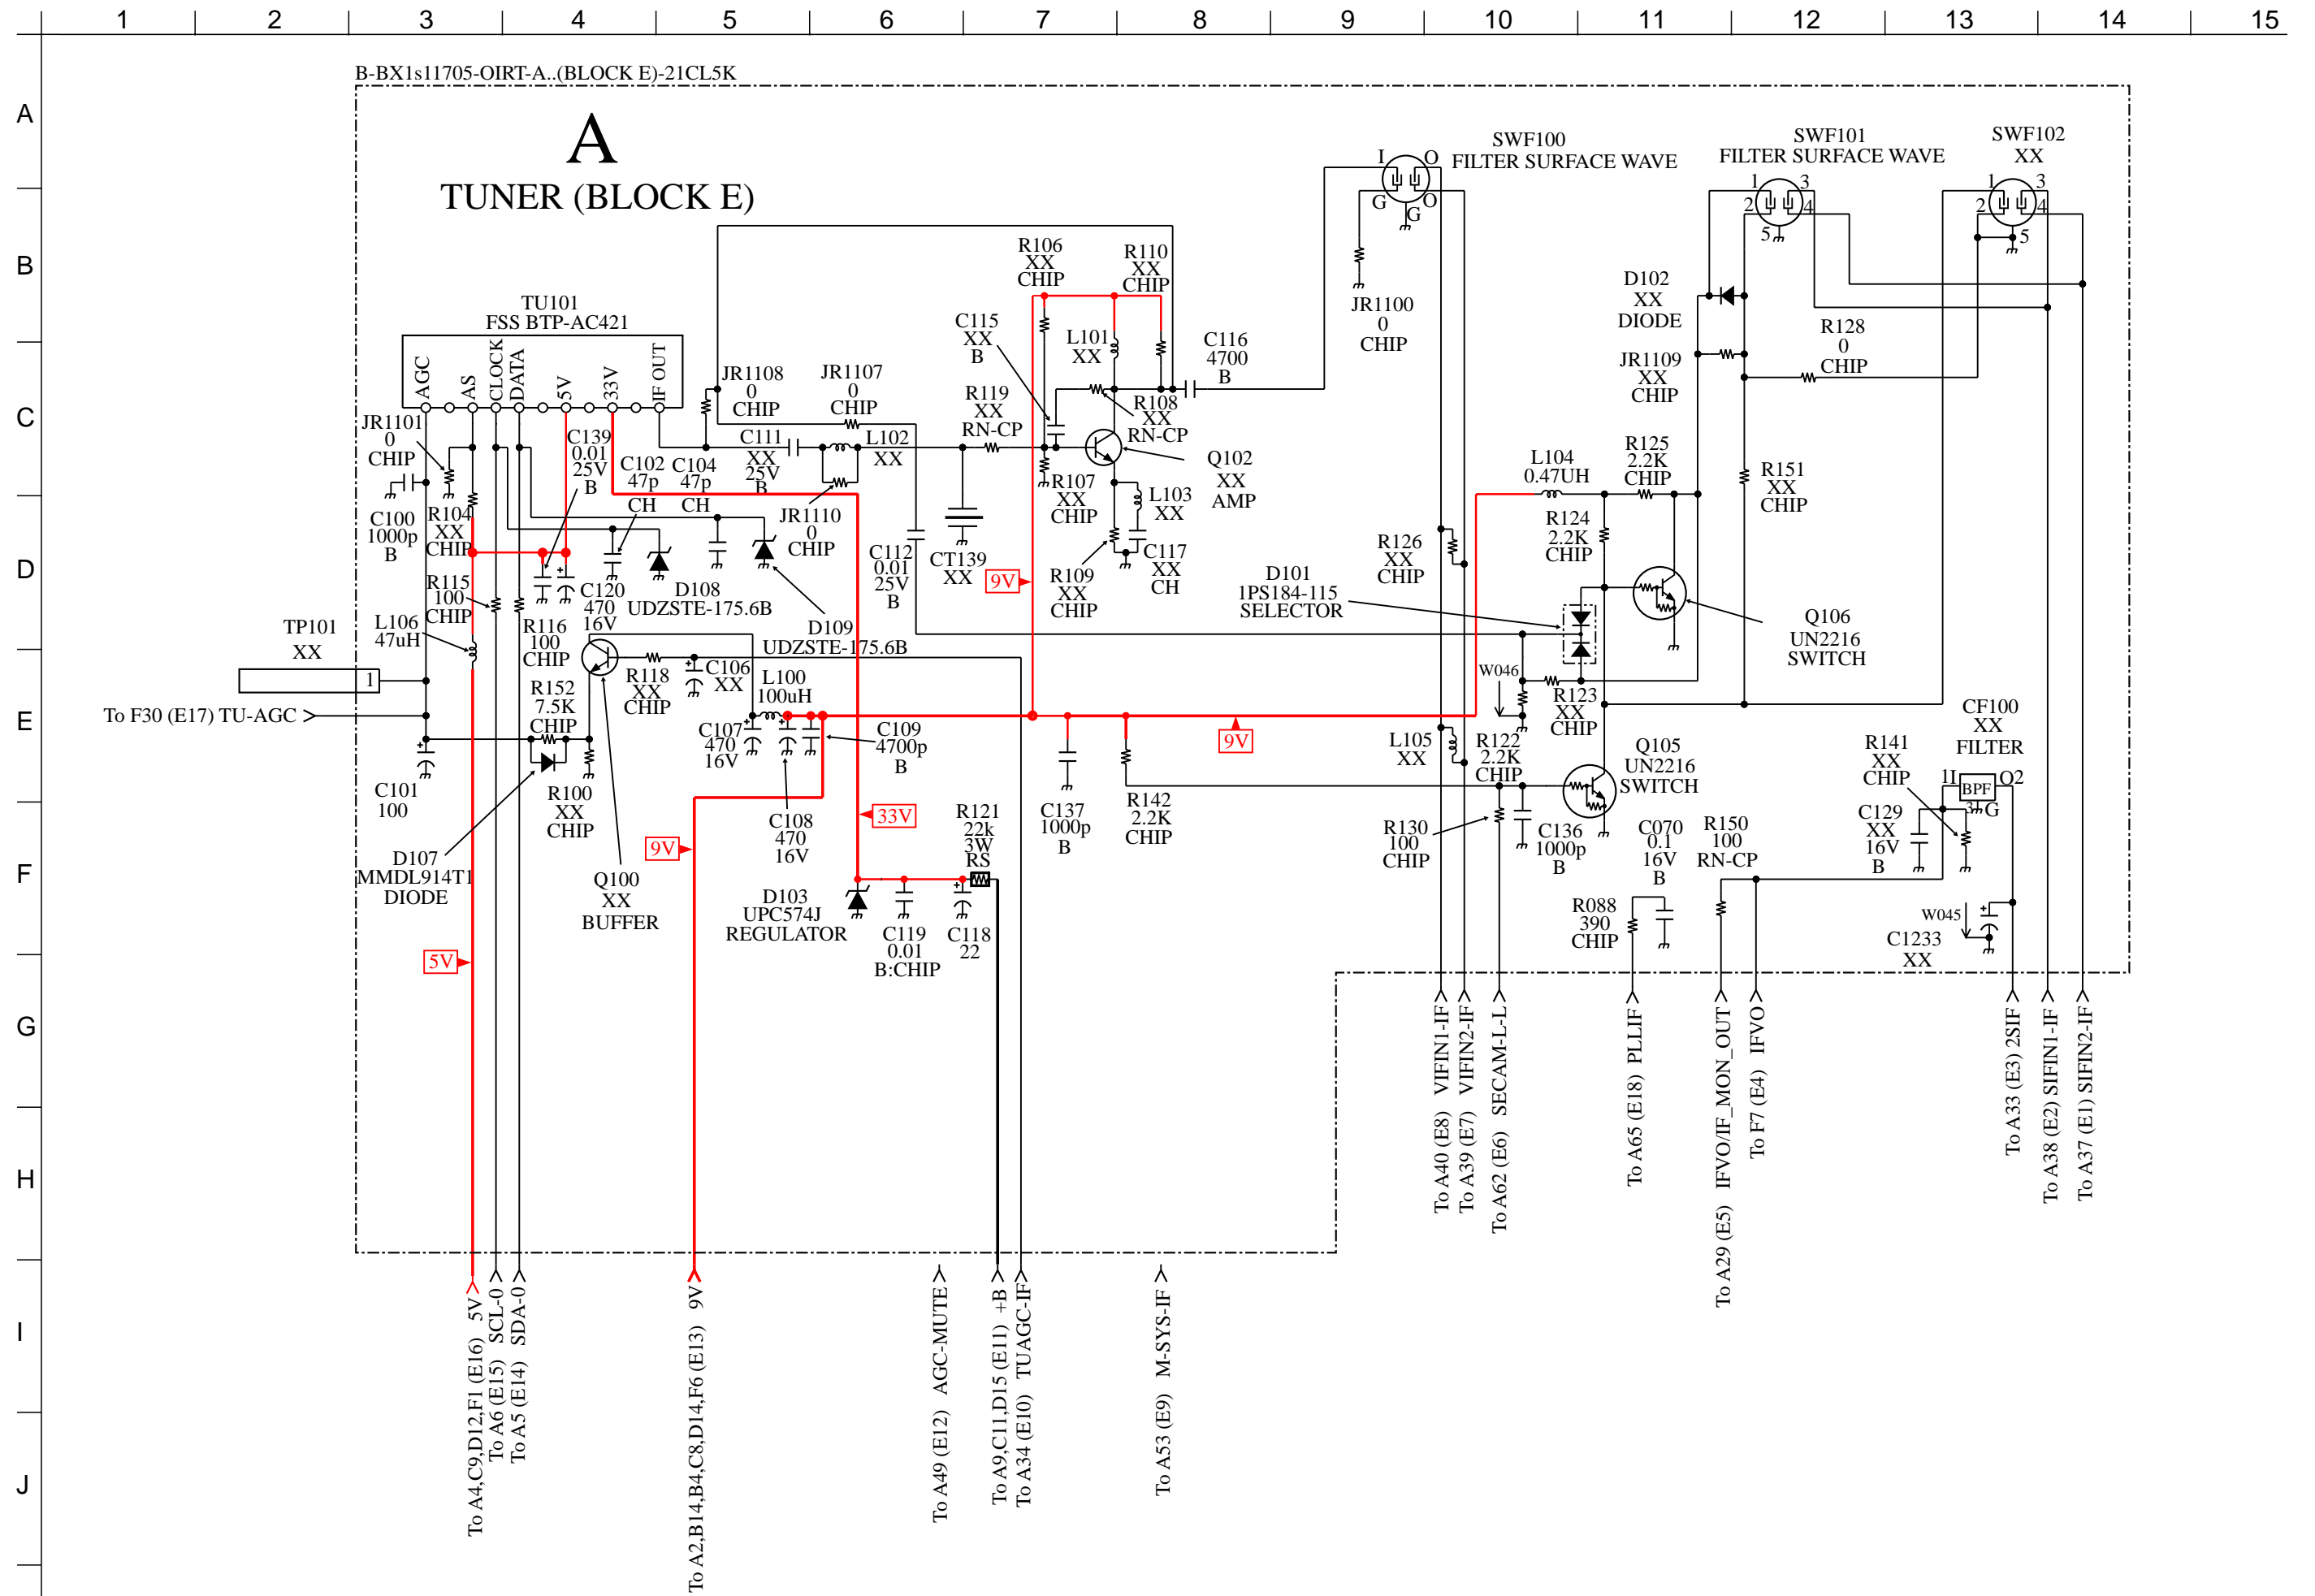 1 2 3 4 5 6 7 8 9 10 11 12 13 14 15
A
B
C
D
E
F
G
H
I
J
B-BX1s11705-OIRT-A..(BLOCK E)-21CL5K
A
TUNER (BLOCK E)
TU101
FSS BTP-AC421
AGC
AS
CLOCK
DATA
5V
33V
IF OUT
JR1101
0
CHIP
C100
1000p
B
R104
XX
CHIP
R115
100
CHIP
L106
47uH
TP101
XX
1
To F30 (E17) TU-AGC
C101
100
C139
0.01
25V
B
C102
47p
CH
C104
47p
CH
C120
470
16V
D108
UDZSTE-175.6B
D109
UDZSTE-175.6B
R116
100
CHIP
R152
7.5K
CHIP
R118
XX
CHIP
C106
XX
L100
100uH
C107
470
16V
C109
4700p
B
C108
470
16V
R100
XX
CHIP
D107
MMDL914T1
DIODE
Q100
XX
BUFFER
D103
UPC574J
REGULATOR
C119
0.01
B:CHIP
C118
22
R121
22k
3W
RS
5V
9V
33V
9V
9V
JR1108
0
CHIP
JR1107
0
CHIP
C111
XX
25V
B
L102
XX
JR1110
0
CHIP
C112
0.01
25V
B
CT139
XX
R119
XX
RN-CP
C115
XX
B
R106
XX
CHIP
L101
XX
R110
XX
CHIP
R108
XX
RN-CP
C116
4700
B
Q102
XX
AMP
R107
XX
CHIP
L103
XX
R109
XX
CHIP
C117
XX
CH
C137
1000p
B
R142
2.2K
CHIP
SWF100
FILTER SURFACE WAVE
I
O
G
G
O
JR1100
0
CHIP
SWF101
FILTER SURFACE WAVE
1
2
3
4
5
SWF102
XX
1
2
3
4
5
D102
XX
DIODE
JR1109
XX
CHIP
R128
0
CHIP
R125
2.2K
CHIP
L104
0.47UH
R151
XX
CHIP
R124
2.2K
CHIP
R126
XX
CHIP
D101
1PS184-115
SELECTOR
Q106
UN2216
SWITCH
W046
R123
XX
CHIP
L105
XX
R122
2.2K
CHIP
Q105
UN2216
SWITCH
R130
100
CHIP
C136
1000p
B
C070
0.1
16V
B
R150
100
RN-CP
R088
390
CHIP
CF100
XX
FILTER
1I
O2
BPF
3
G
R141
XX
CHIP
C129
XX
16V
B
W045
C1233
XX
To A40 (E8) VIFIN1-IF
To A39 (E7) VIFIN2-IF
To A62 (E6) SECAM-L-L
To A65 (E18) PLLIF
To A29 (E5) IFVO/IF_MON_OUT
To F7 (E4) IFVO
To A33 (E3) 2SIF
To A38 (E2) SIFIN1-IF
To A37 (E1) SIFIN2-IF
To A4,C9,D12,F1 (E16) 5V
To A6 (E15) SCL-0
To A5 (E14) SDA-0
To A2,B14,B4,C8,D14,F6 (E13) 9V
To A49 (E12) AGC-MUTE
To A9,C11,D15 (E11) +B
To A34 (E10) TUAGC-IF
To A53 (E9) M-SYS-IF